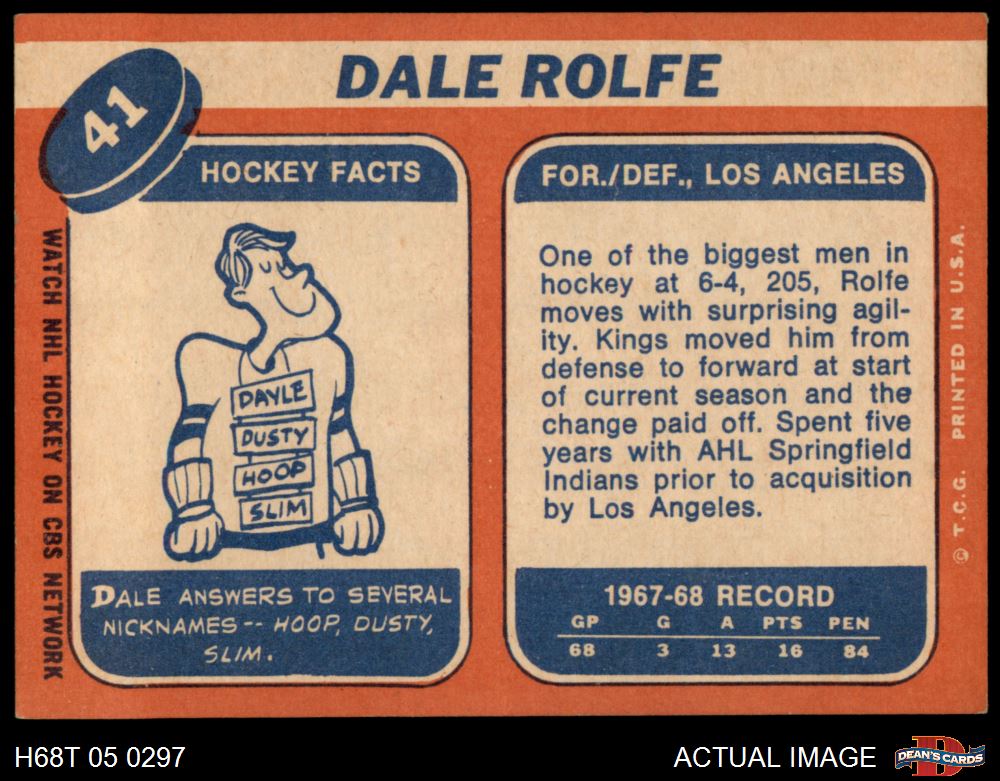 DALE ROLFE
41
HOCKEY FACTS
DAYLE
DUSTY
HOOP
SLIM
DALE ANSWERS TO SEVERAL
NICKNAMES -- HOOP, DUSTY,
SLIM.
FOR./DEF., LOS ANGELES
One of the biggest men in
hockey at 6-4, 205, Rolfe
moves with surprising agil-
ity. Kings moved him from
defense to forward at start
of current season and the
change paid off. Spent five
years with AHL Springfield
Indians prior to acquisition
by Los Angeles.
1967-68 RECORD
GP G A PTS PEN
68 3 13 16 84
WATCH NHL HOCKEY ON CBS NETWORK
© T.C.G. PRINTED IN U.S.A.
H68T 05 0297
ACTUAL IMAGE
D
DEAN'S CARDS